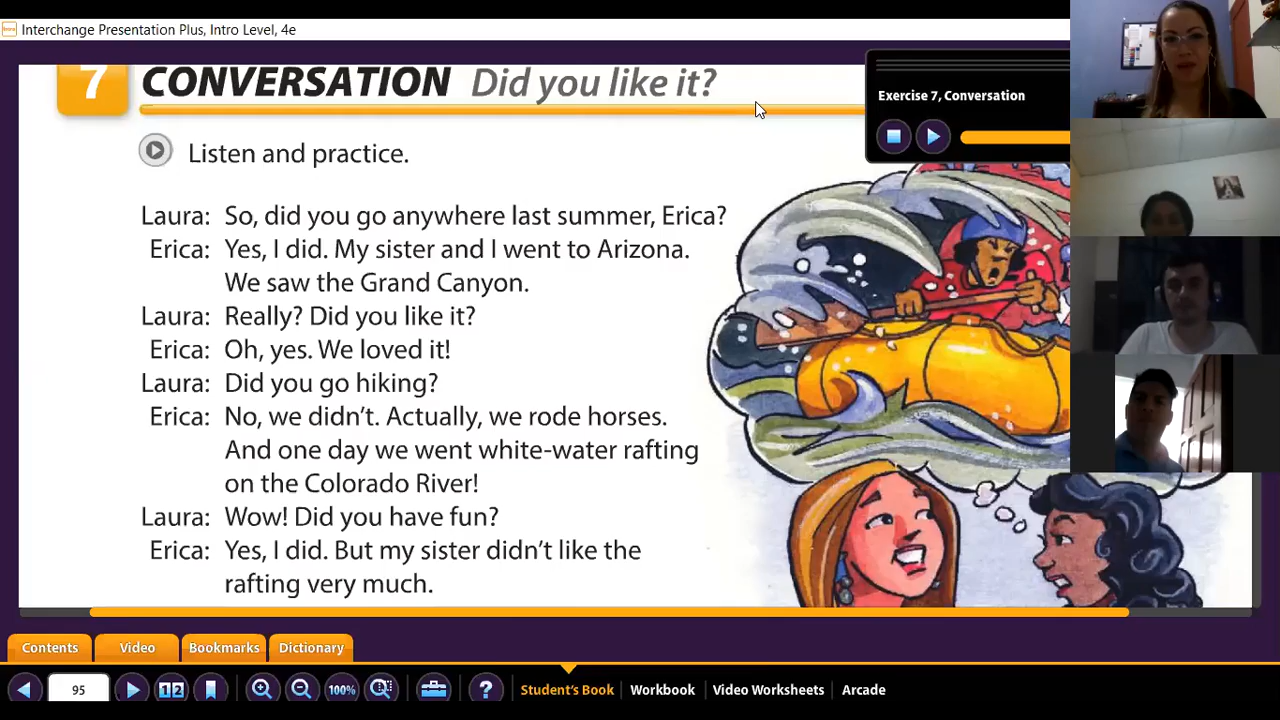 Interchange Presentation Plus, Intro Level, 4e
7 CONVERSATION Did you like it?
Exercise 7, Conversation
Listen and practice.
Laura: So, did you go anywhere last summer, Erica?
Erica: Yes, I did. My sister and I went to Arizona.
We saw the Grand Canyon.
Laura: Really? Did you like it?
Erica: Oh, yes. We loved it!
Laura: Did you go hiking?
Erica: No, we didn't. Actually, we rode horses.
And one day we went white-water rafting
on the Colorado River!
Laura: Wow! Did you have fun?
Erica: Yes, I did. But my sister didn't like the
rafting very much.
Contents Video Bookmarks Dictionary
95 12 100% ? Student's Book Workbook Video Worksheets Arcade